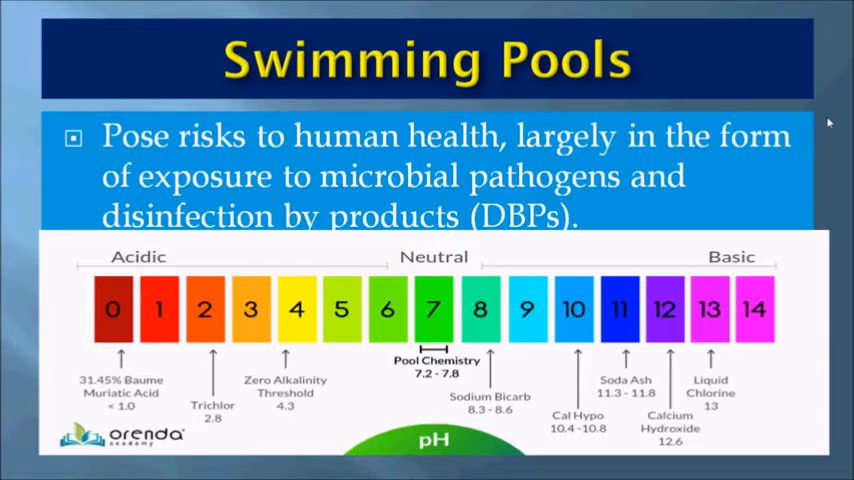 Swimming Pools
Pose risks to human health, largely in the form
of exposure to microbial pathogens and
disinfection by products (DBPs).
Acidic Neutral Basic
0 1 2 3 4 5 6 7 8 9 10 11 12 13 14
Pool Chemistry
7.2 - 7.8
31.45% Baume
Muriatic Acid
< 1.0
Trichlor
2.8
Zero Alkalinity
Threshold
4.3
Sodium Bicarb
8.3 - 8.6
Cal Hypo
10.4 -10.8
Soda Ash
11.3 - 11.8
Calcium
Hydroxide
12.6
Liquid
Chlorine
13
orenda
academy
pH